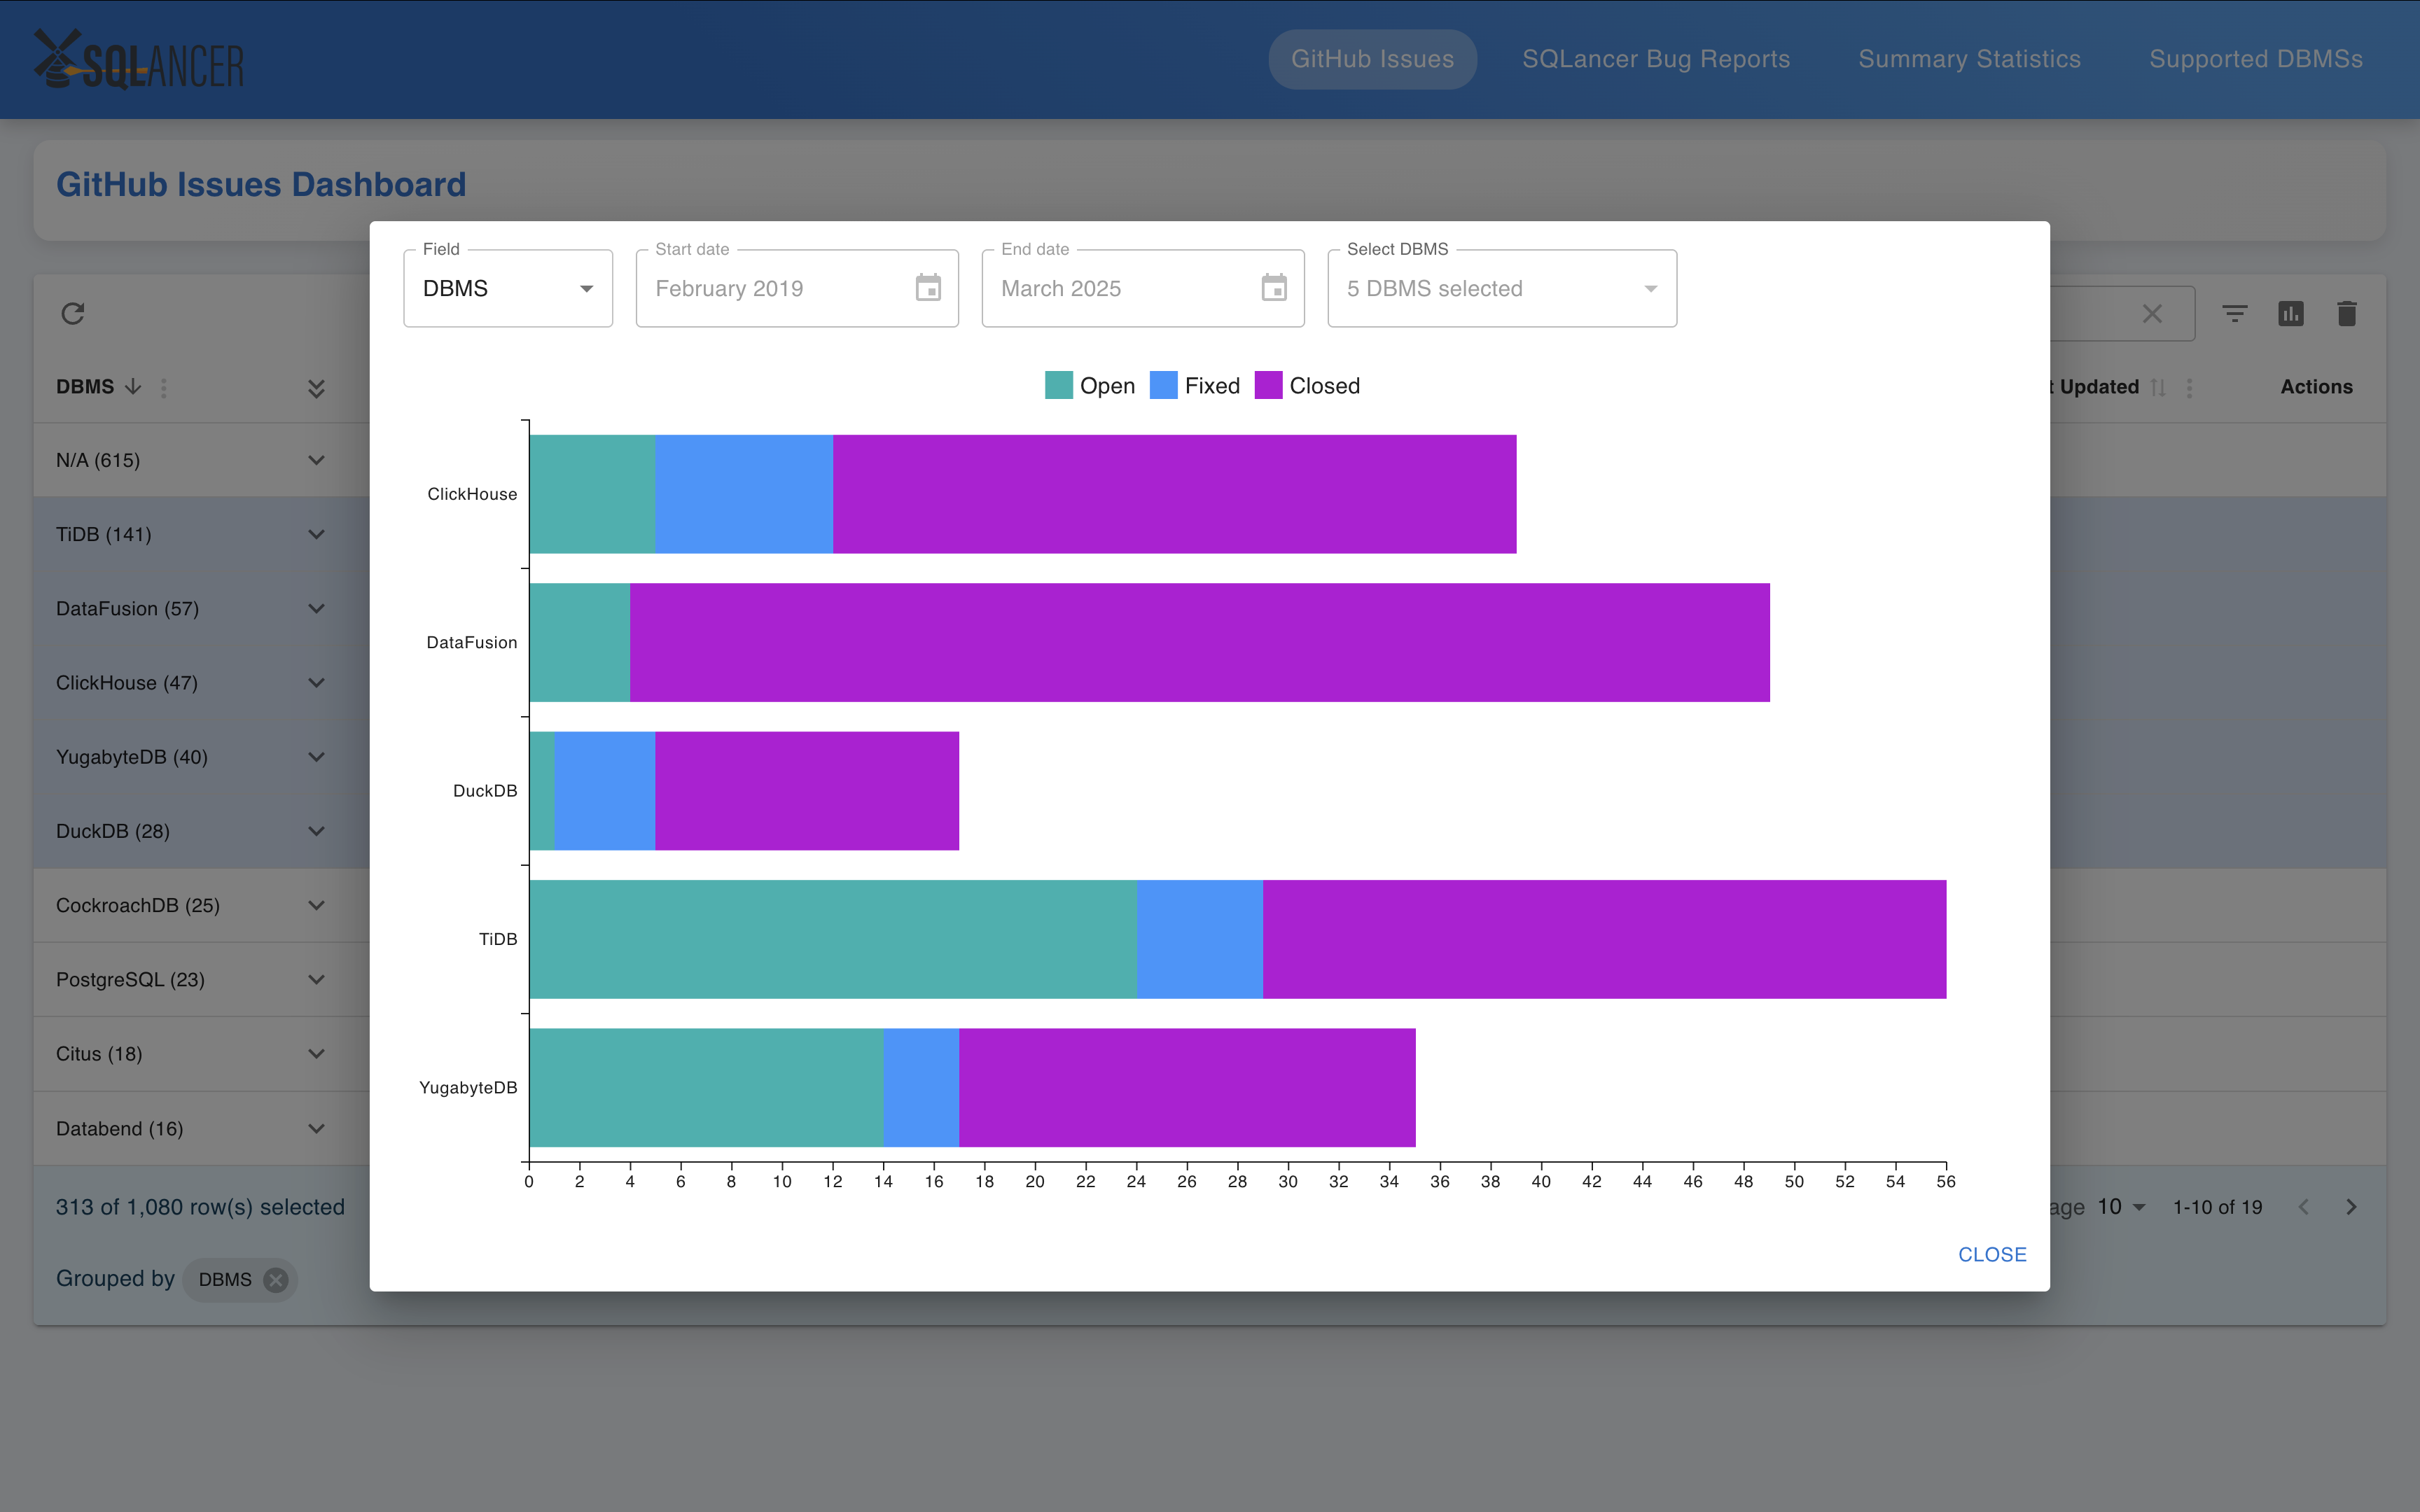 SQLANCER
GitHub Issues
SQLancer Bug Reports
Summary Statistics
Supported DBMSs
GitHub Issues Dashboard
Field
DBMS
Start date
February 2019
End date
March 2025
Select DBMS
5 DBMS selected
DBMS
Updated
Actions
N/A (615)
TiDB (141)
DataFusion (57)
ClickHouse (47)
YugabyteDB (40)
DuckDB (28)
CockroachDB (25)
PostgreSQL (23)
Citus (18)
Databend (16)
Open Fixed Closed
ClickHouse
DataFusion
DuckDB
TiDB
YugabyteDB
0 2 4 6 8 10 12 14 16 18 20 22 24 26 28 30 32 34 36 38 40 42 44 46 48 50 52 54 56
CLOSE
313 of 1,080 row(s) selected
age 10 1-10 of 19
Grouped by DBMS